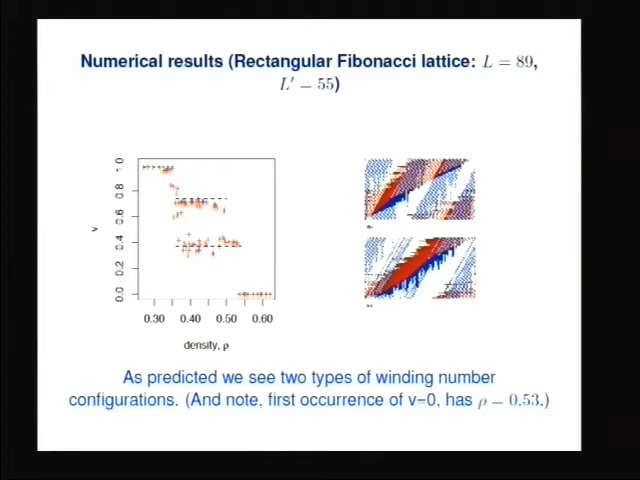 Numerical results (Rectangular Fibonacci lattice: L = 89,
L′ = 55)
v
0.0 0.2 0.4 0.6 0.8 1.0
0.30 0.40 0.50 0.60
density, ρ
As predicted we see two types of winding number
configurations. (And note, first occurrence of v=0, has ρ = 0.53.)